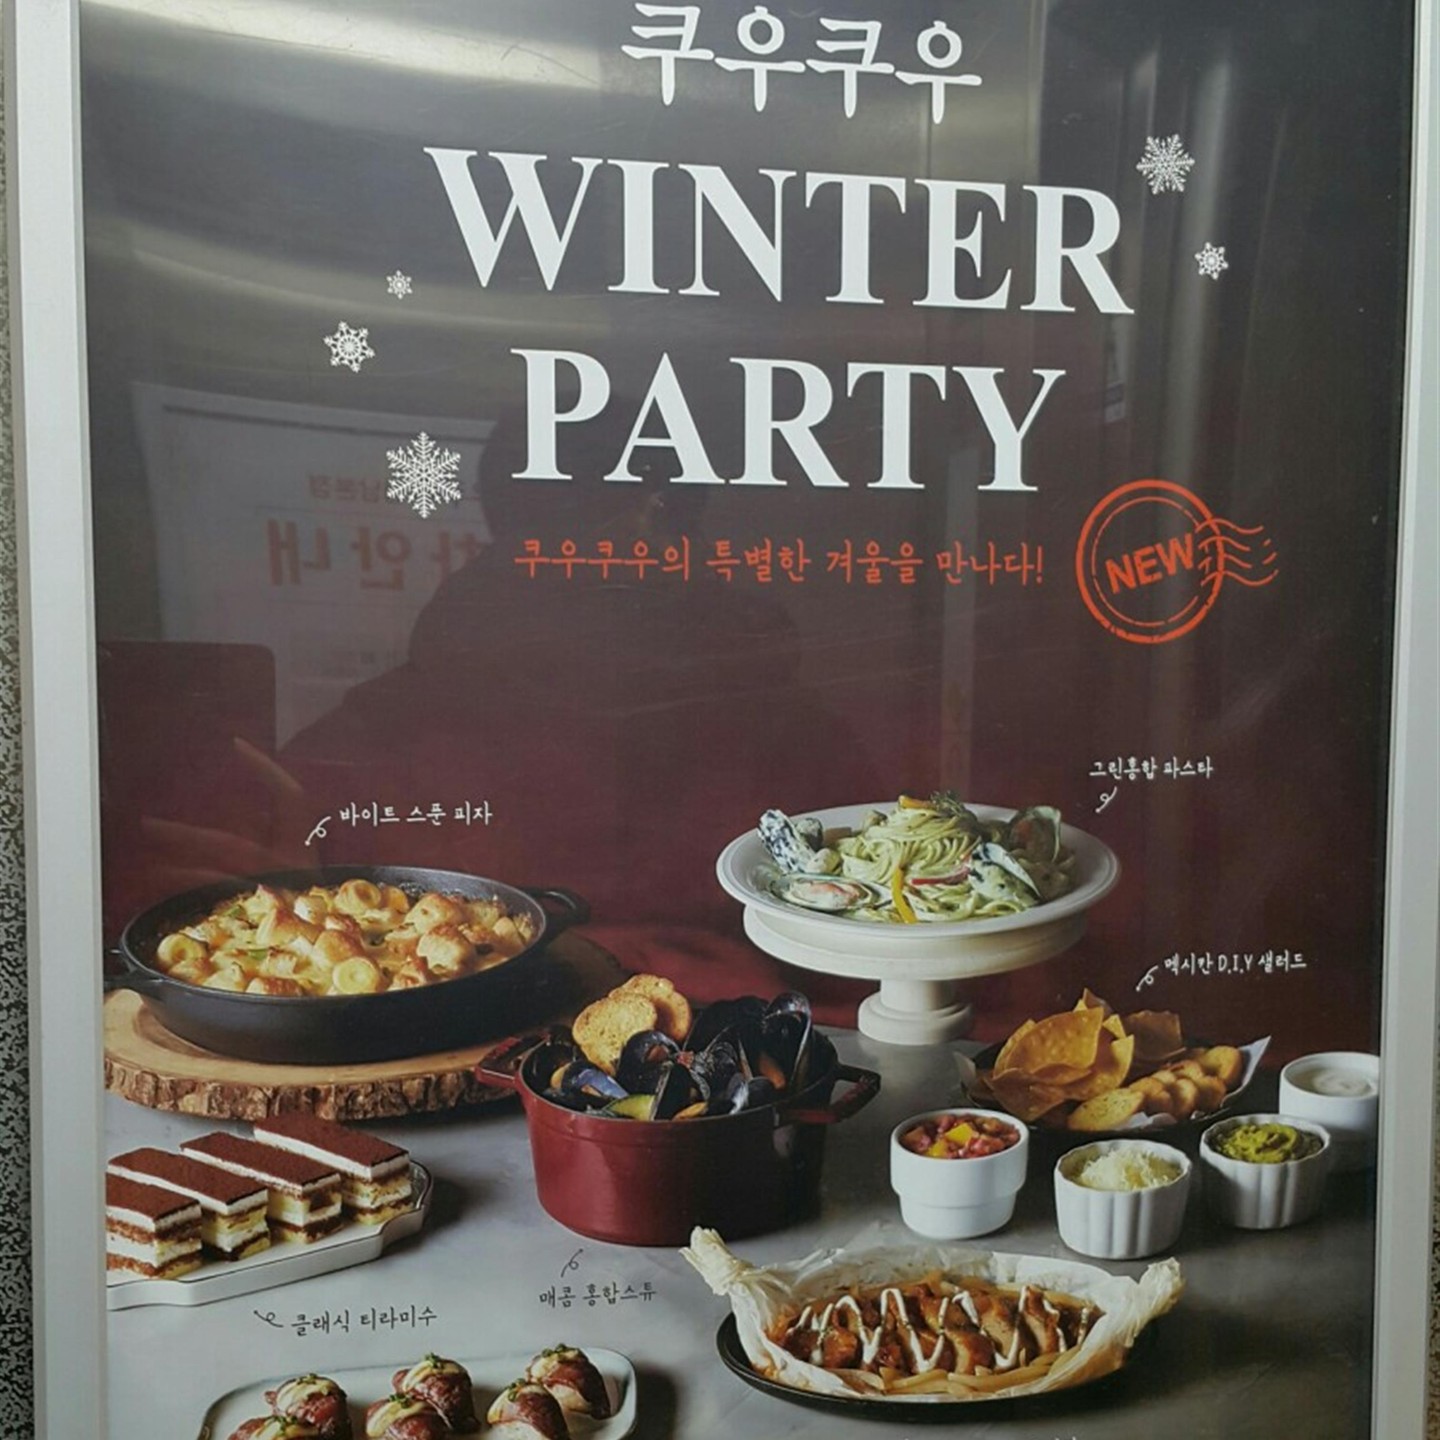 쿠우쿠우
WINTER
PARTY
쿠우쿠우의 특별한 겨울을 만나다!
NEW
그린홍합 파스타
바이트 스푼 피자
멕시칸 D.I.Y 샐러드
매콤 홍합스튜
클래식 티라미수